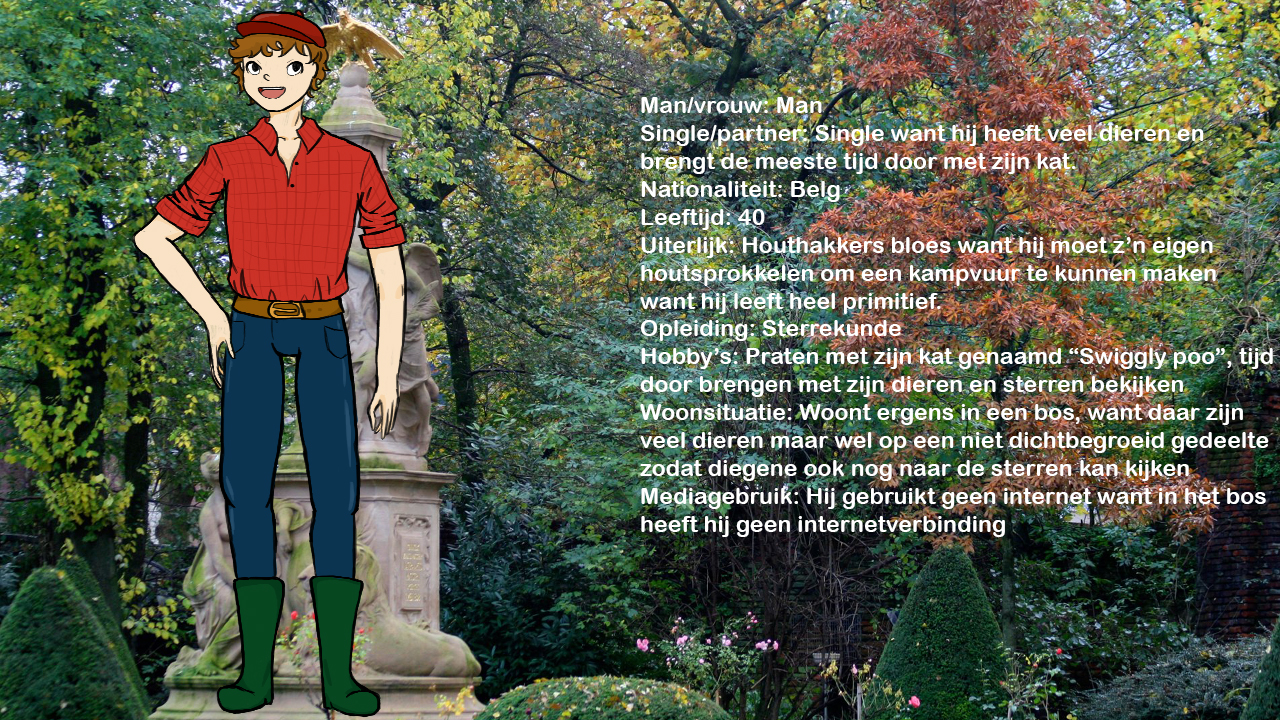 Man/vrouw: Man
Single/partner: Single want hij heeft veel dieren en
brengt de meeste tijd door met zijn kat.
Nationaliteit: Belg
Leeftijd: 40
Uiterlijk: Houthakkers bloes want hij moet z’n eigen
houtsprokkelen om een kampvuur te kunnen maken
want hij leeft heel primitief.
Opleiding: Sterrekunde
Hobby’s: Praten met zijn kat genaamd “Swiggly poo”, tijd
door brengen met zijn dieren en sterren bekijken
Woonsituatie: Woont ergens in een bos, want daar zijn
veel dieren maar wel op een niet dichtbegroeid gedeelte
zodat diegene ook nog naar de sterren kan kijken
Mediagebruik: Hij gebruikt geen internet want in het bos
heeft hij geen internetverbinding